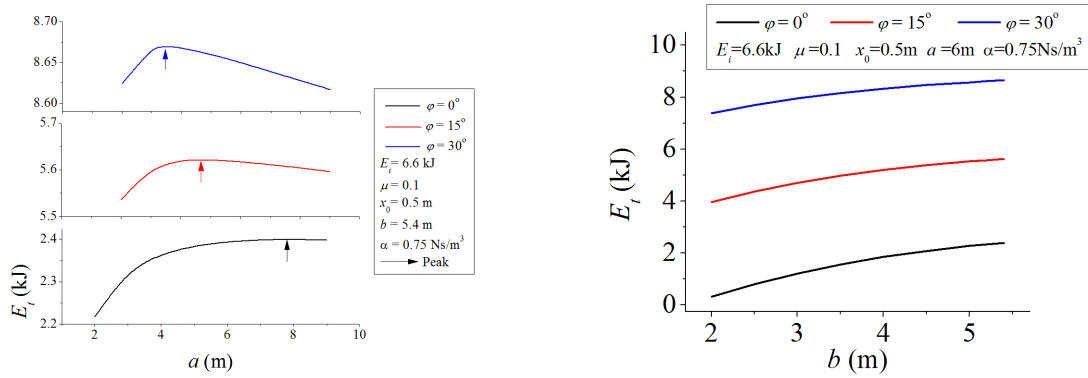 8.70
8.65
8.60
5.7
5.6
5.5
2.4
2.3
2.2
E_t (kJ)
2 4 6 8 10
a (m)
φ = 0°
φ = 15°
φ = 30°
E_i = 6.6 kJ
μ = 0.1
x_0 = 0.5 m
b = 5.4 m
α = 0.75 Ns/m³
Peak
φ = 0° φ = 15° φ = 30°
E_i=6.6kJ μ=0.1 x_0=0.5m a=6m α=0.75Ns/m³
10
8
6
4
2
0
E_t (kJ)
2 3 4 5
b (m)